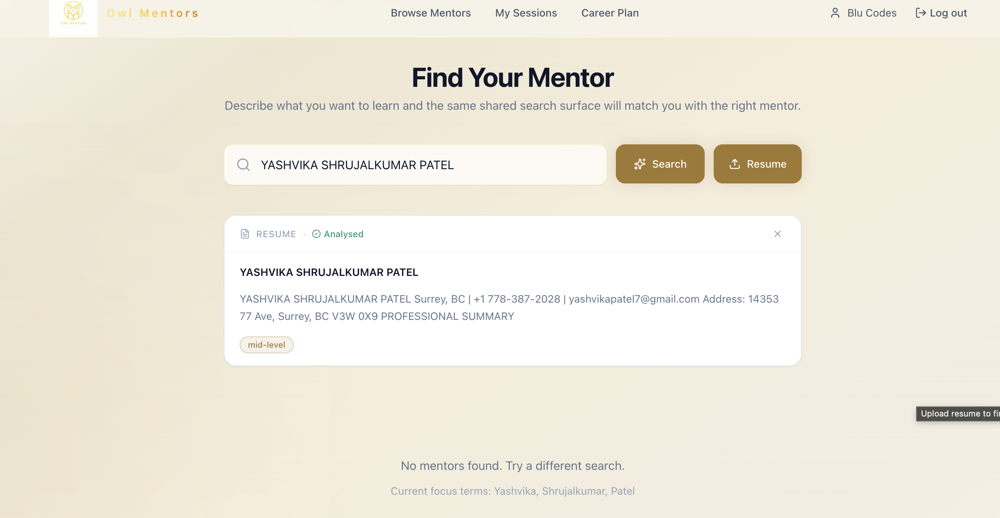 OWL MENTORS
Owl Mentors
Browse Mentors
My Sessions
Career Plan
Blu Codes
Log out
Find Your Mentor
Describe what you want to learn and the same shared search surface will match you with the right mentor.
YASHVIKA SHRUJALKUMAR PATEL
Search
Resume
RESUME · Analysed
YASHVIKA SHRUJALKUMAR PATEL
YASHVIKA SHRUJALKUMAR PATEL Surrey, BC | +1 778-387-2028 | yashvikapatel7@gmail.com Address: 14353
77 Ave, Surrey, BC V3W 0X9 PROFESSIONAL SUMMARY
mid-level
Upload resume to
No mentors found. Try a different search.
Current focus terms: Yashvika, Shrujalkumar, Patel